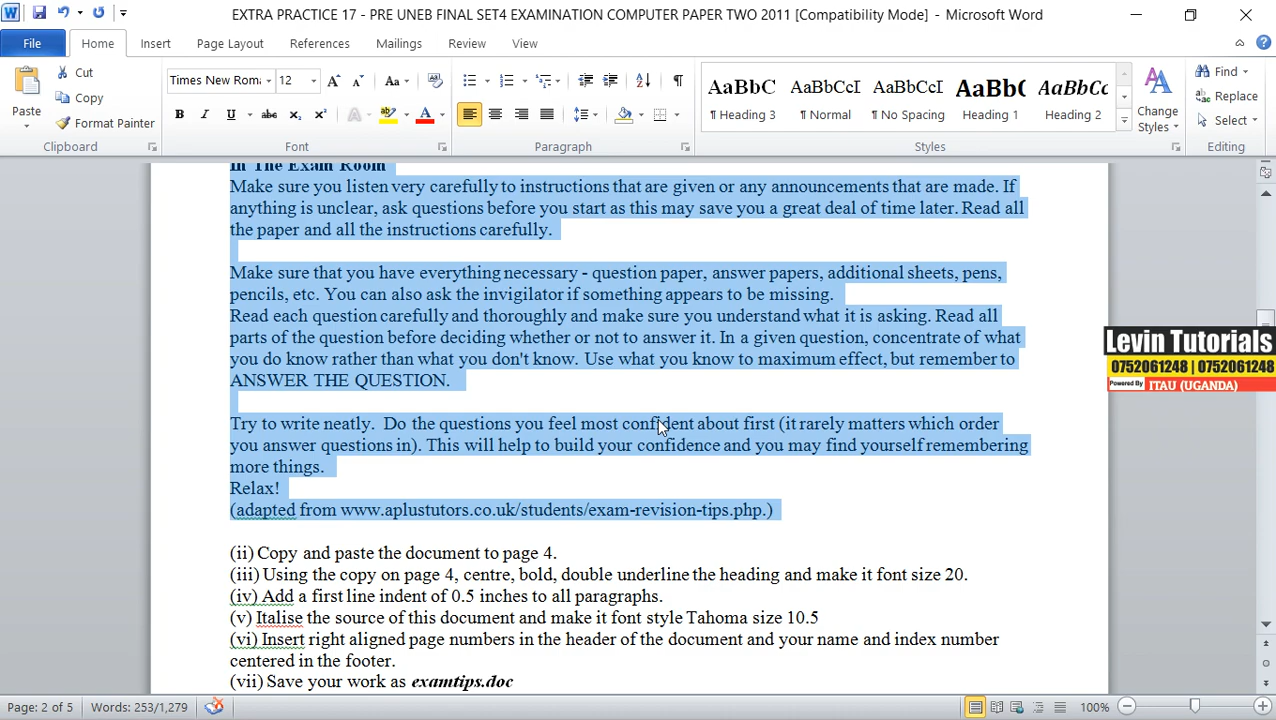 EXTRA PRACTICE 17 - PRE UNEB FINAL SET4 EXAMINATION COMPUTER PAPER TWO 2011 [Compatibility Mode] - Microsoft Word
File Home Insert Page Layout References Mailings Review View
Paste
Cut
Copy
Format Painter
Clipboard
Times New Roma
12
Font
Paragraph
AaBbC AaBbCcI AaBbCcI AaBb( AaBbCc
¶ Heading 3 ¶ Normal ¶ No Spacing Heading 1 Heading 2
Change
Styles
Styles
Find
Replace
Select
Editing
In The Exam Room
Make sure you listen very carefully to instructions that are given or any announcements that are made. If
anything is unclear, ask questions before you start as this may save you a great deal of time later. Read all
the paper and all the instructions carefully.
Make sure that you have everything necessary - question paper, answer papers, additional sheets, pens,
pencils, etc. You can also ask the invigilator if something appears to be missing.
Read each question carefully and thoroughly and make sure you understand what it is asking. Read all
parts of the question before deciding whether or not to answer it. In a given question, concentrate of what
you do know rather than what you don't know. Use what you know to maximum effect, but remember to
ANSWER THE QUESTION.
Try to write neatly. Do the questions you feel most confident about first (it rarely matters which order
you answer questions in). This will help to build your confidence and you may find yourself remembering
more things.
Relax!
(adapted from www.aplustutors.co.uk/students/exam-revision-tips.php.)
(ii) Copy and paste the document to page 4.
(iii) Using the copy on page 4, centre, bold, double underline the heading and make it font size 20.
(iv) Add a first line indent of 0.5 inches to all paragraphs.
(v) Italise the source of this document and make it font style Tahoma size 10.5
(vi) Insert right aligned page numbers in the header of the document and your name and index number
centered in the footer.
(vii) Save your work as examtips.doc
Levin Tutorials
0752061248 | 0752061248
Powered By ITAU (UGANDA)
Page: 2 of 5 Words: 253/1,279 100%